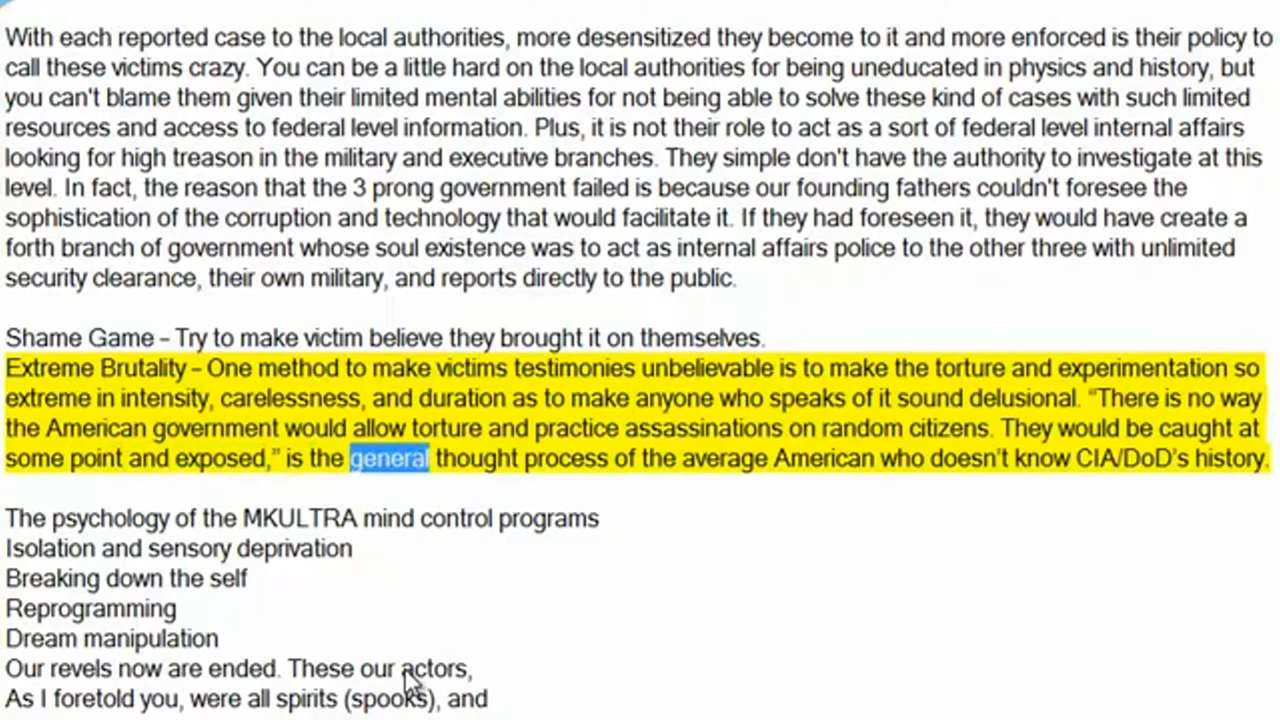 With each reported case to the local authorities, more desensitized they become to it and more enforced is their policy to
call these victims crazy. You can be a little hard on the local authorities for being uneducated in physics and history, but
you can't blame them given their limited mental abilities for not being able to solve these kind of cases with such limited
resources and access to federal level information. Plus, it is not their role to act as a sort of federal level internal affairs
looking for high treason in the military and executive branches. They simple don't have the authority to investigate at this
level. In fact, the reason that the 3 prong government failed is because our founding fathers couldn't foresee the
sophistication of the corruption and technology that would facilitate it. If they had foreseen it, they would have create a
forth branch of government whose soul existence was to act as internal affairs police to the other three with unlimited
security clearance, their own military, and reports directly to the public.
Shame Game – Try to make victim believe they brought it on themselves.
Extreme Brutality – One method to make victims testimonies unbelievable is to make the torture and experimentation so
extreme in intensity, carelessness, and duration as to make anyone who speaks of it sound delusional. “There is no way
the American government would allow torture and practice assassinations on random citizens. They would be caught at
some point and exposed,” is the general thought process of the average American who doesn’t know CIA/DoD’s history.
The psychology of the MKULTRA mind control programs
Isolation and sensory deprivation
Breaking down the self
Reprogramming
Dream manipulation
Our revels now are ended. These our actors,
As I foretold you, were all spirits (spooks), and